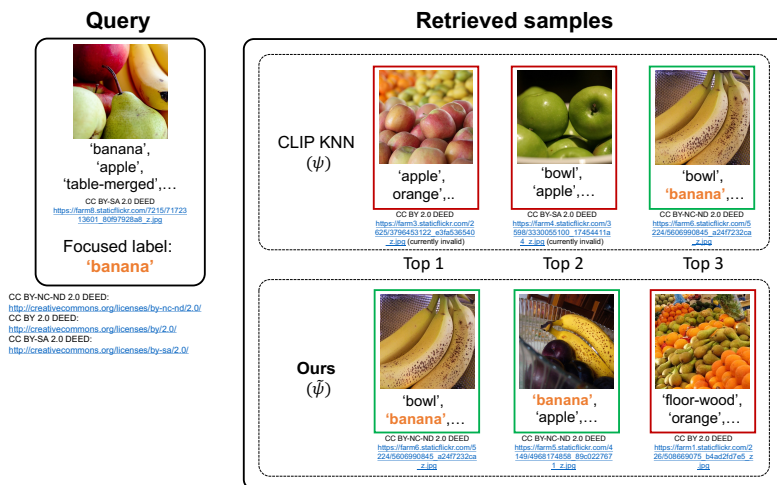 Query
Retrieved samples
'banana',
'apple',
'table-merged',...
CC BY-SA 2.0 DEED
https://farm8.staticflickr.com/7215/71723
13601_80f97928a8_z.jpg
Focused label:
'banana'
CC BY-NC-ND 2.0 DEED:
http://creativecommons.org/licenses/by-nc-nd/2.0/
CC BY 2.0 DEED:
http://creativecommons.org/licenses/by/2.0/
CC BY-SA 2.0 DEED:
http://creativecommons.org/licenses/by-sa/2.0/
CLIP KNN
(ψ)
'apple',
orange',..
CC BY 2.0 DEED
https://farm3.staticflickr.com/2
625/3796453122_e3fa536540
_z.jpg (currently invalid)
'bowl',
'apple',...
CC BY-SA 2.0 DEED
https://farm4.staticflickr.com/3
598/3330055100_17454411a
4_z.jpg (currently invalid)
'bowl',
'banana',...
CC BY-NC-ND 2.0 DEED
https://farm6.staticflickr.com/5
224/5606990845_a24f7232ca
_z.jpg
Top 1
Top 2
Top 3
Ours
(ψ̃)
'bowl',
'banana',...
CC BY-NC-ND 2.0 DEED
https://farm6.staticflickr.com/5
224/5606990845_a24f7232ca
_z.jpg
'banana',
'apple',...
CC BY-NC-ND 2.0 DEED
https://farm5.staticflickr.com/4
149/4968174858_89c022767
1_z.jpg
'floor-wood',
'orange',...
CC BY 2.0 DEED
https://farm1.staticflickr.com/2
26/508669075_b4ad2fd7e5_z
.jpg